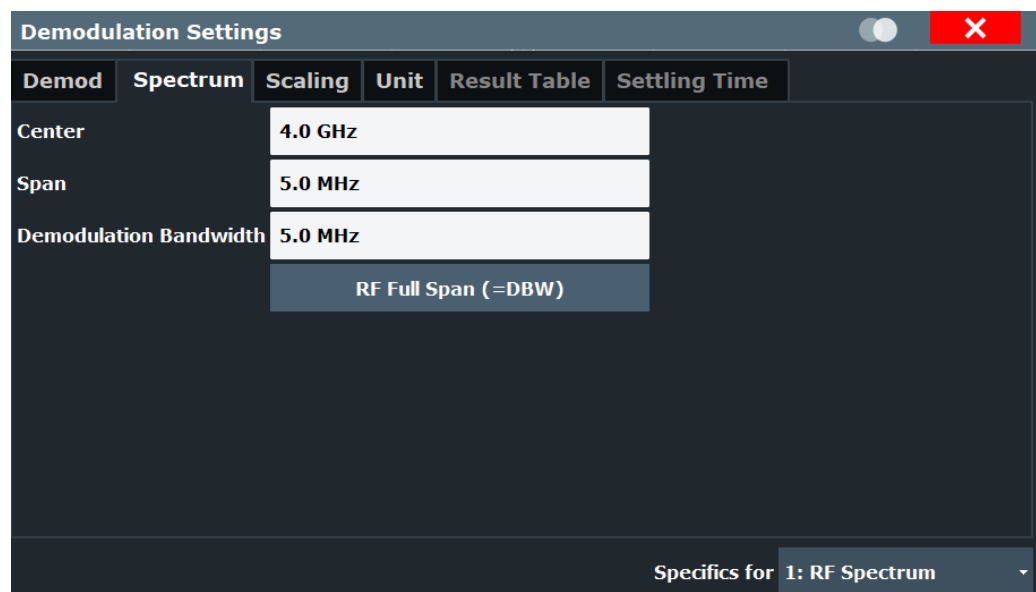 Demodulation Settings
Demod Spectrum Scaling Unit Result Table Settling Time
Center 4.0 GHz
Span 5.0 MHz
Demodulation Bandwidth 5.0 MHz
RF Full Span (=DBW)
Specifics for 1: RF Spectrum